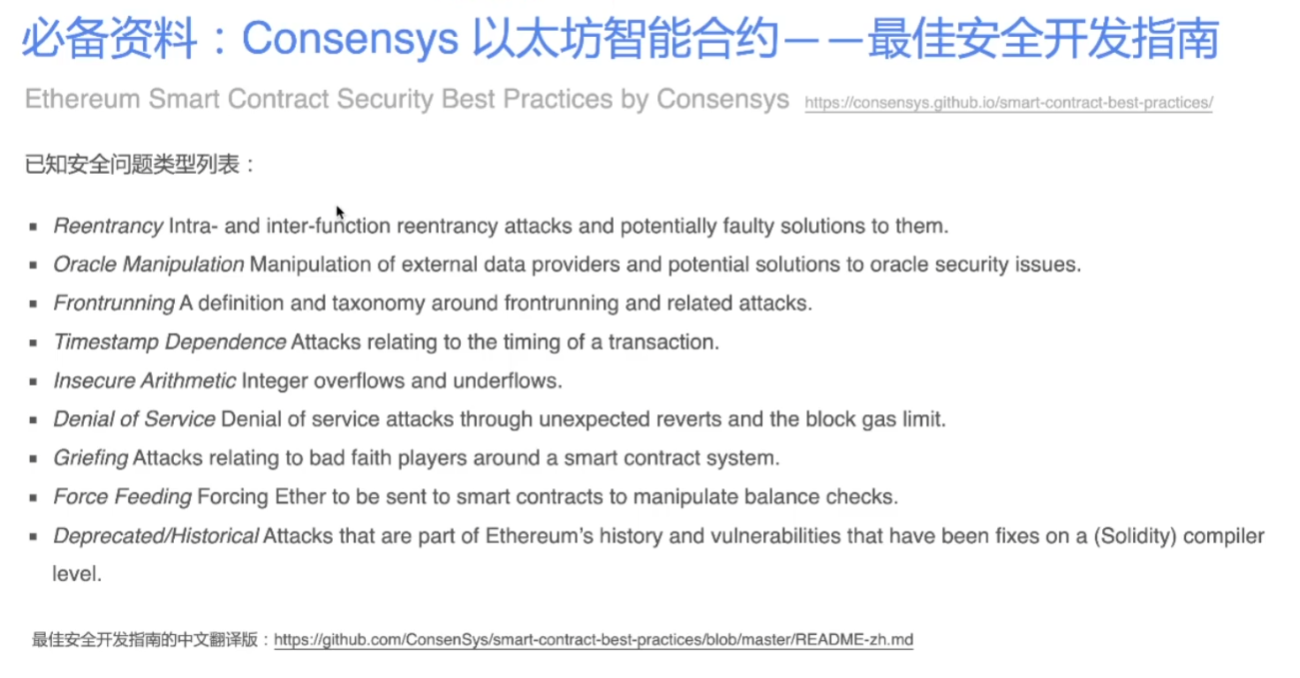 必备资料：Consensys 以太坊智能合约——最佳安全开发指南
Ethereum Smart Contract Security Best Practices by Consensys https://consensys.github.io/smart-contract-best-practices/
已知安全问题类型列表：
▪ Reentrancy Intra- and inter-function reentrancy attacks and potentially faulty solutions to them.
▪ Oracle Manipulation Manipulation of external data providers and potential solutions to oracle security issues.
▪ Frontrunning A definition and taxonomy around frontrunning and related attacks.
▪ Timestamp Dependence Attacks relating to the timing of a transaction.
▪ Insecure Arithmetic Integer overflows and underflows.
▪ Denial of Service Denial of service attacks through unexpected reverts and the block gas limit.
▪ Griefing Attacks relating to bad faith players around a smart contract system.
▪ Force Feeding Forcing Ether to be sent to smart contracts to manipulate balance checks.
▪ Deprecated/Historical Attacks that are part of Ethereum's history and vulnerabilities that have been fixes on a (Solidity) compiler
level.
最佳安全开发指南的中文翻译版：https://github.com/ConsenSys/smart-contract-best-practices/blob/master/README-zh.md